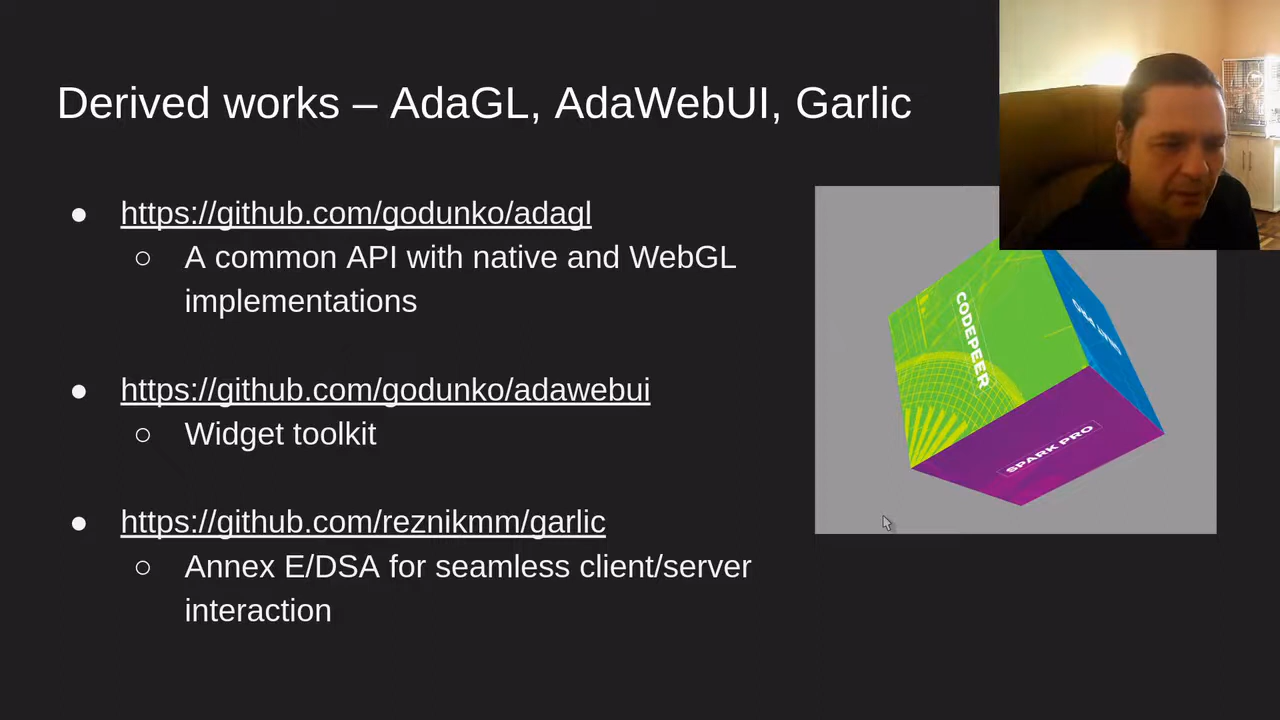 Derived works – AdaGL, AdaWebUI, Garlic
● https://github.com/godunko/adagl
○ A common API with native and WebGL
implementations
● https://github.com/godunko/adawebui
○ Widget toolkit
● https://github.com/reznikmm/garlic
○ Annex E/DSA for seamless client/server
interaction
CODEPEER
SPARK PRO